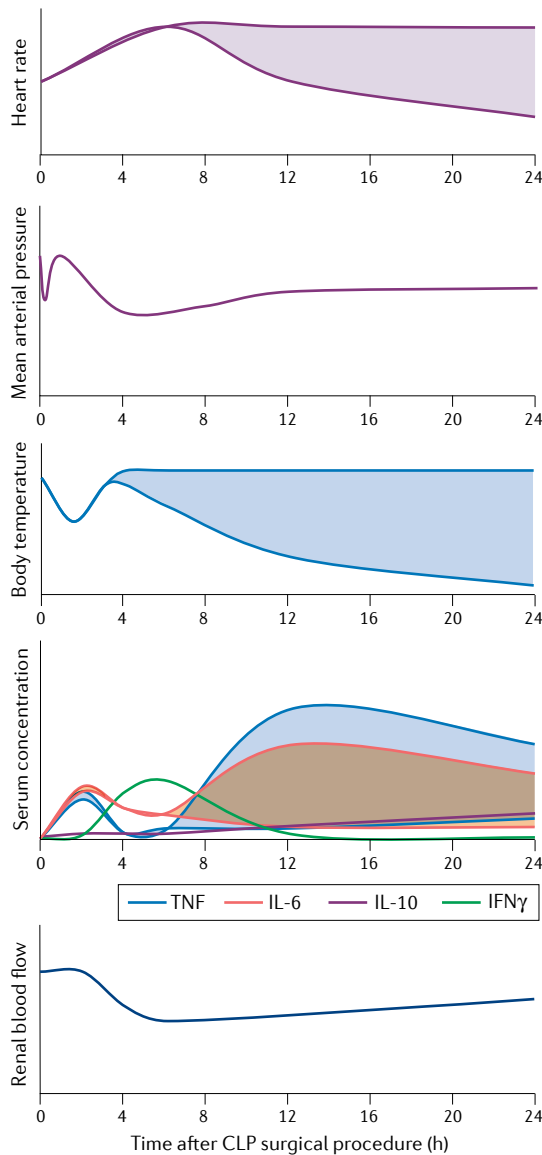 Heart rate
0 4 8 12 16 20 24
Mean arterial pressure
0 4 8 12 16 20 24
Body temperature
0 4 8 12 16 20 24
Serum concentration
0 4 8 12 16 20 24
TNF IL-6 IL-10 IFNγ
Renal blood flow
0 4 8 12 16 20 24
Time after CLP surgical procedure (h)